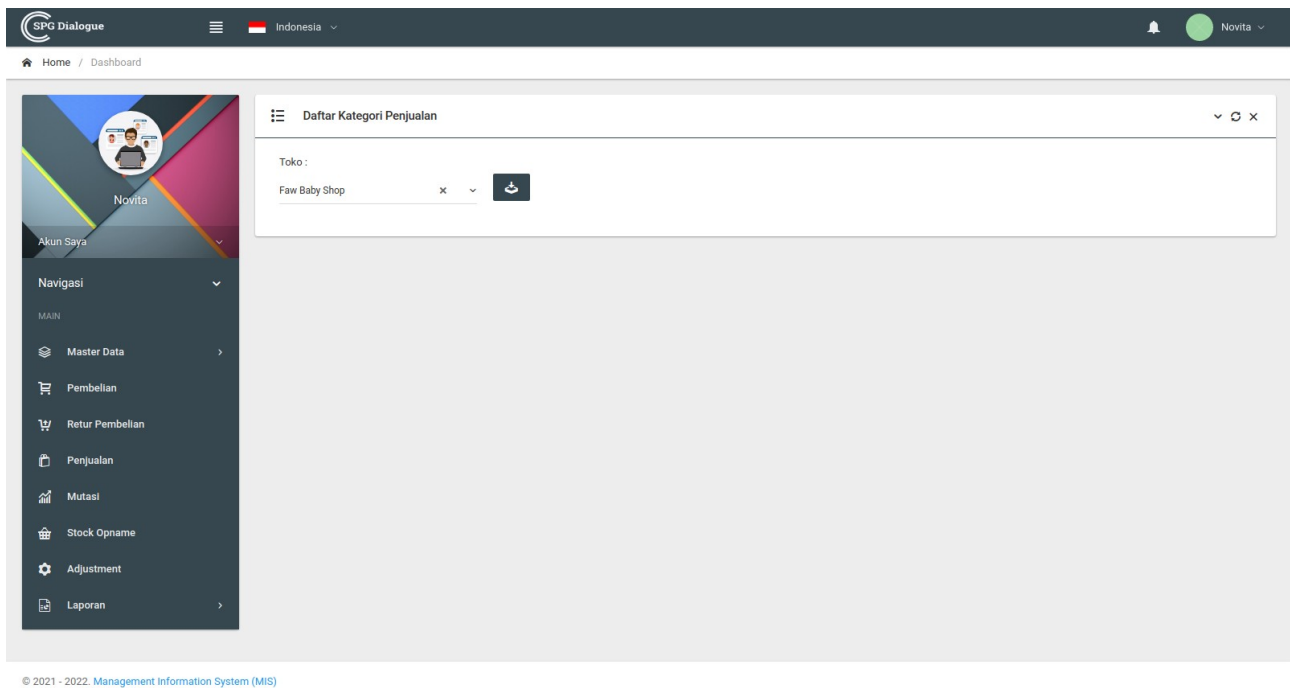 SPG Dialogue
Indonesia
Novita
Home / Dashboard
Novita
Akun Saya
Navigasi
MAIN
Master Data
Pembelian
Retur Pembelian
Penjualan
Mutasi
Stock Opname
Adjustment
Laporan
Daftar Kategori Penjualan
Toko :
Faw Baby Shop
© 2021 - 2022. Management Information System (MIS)